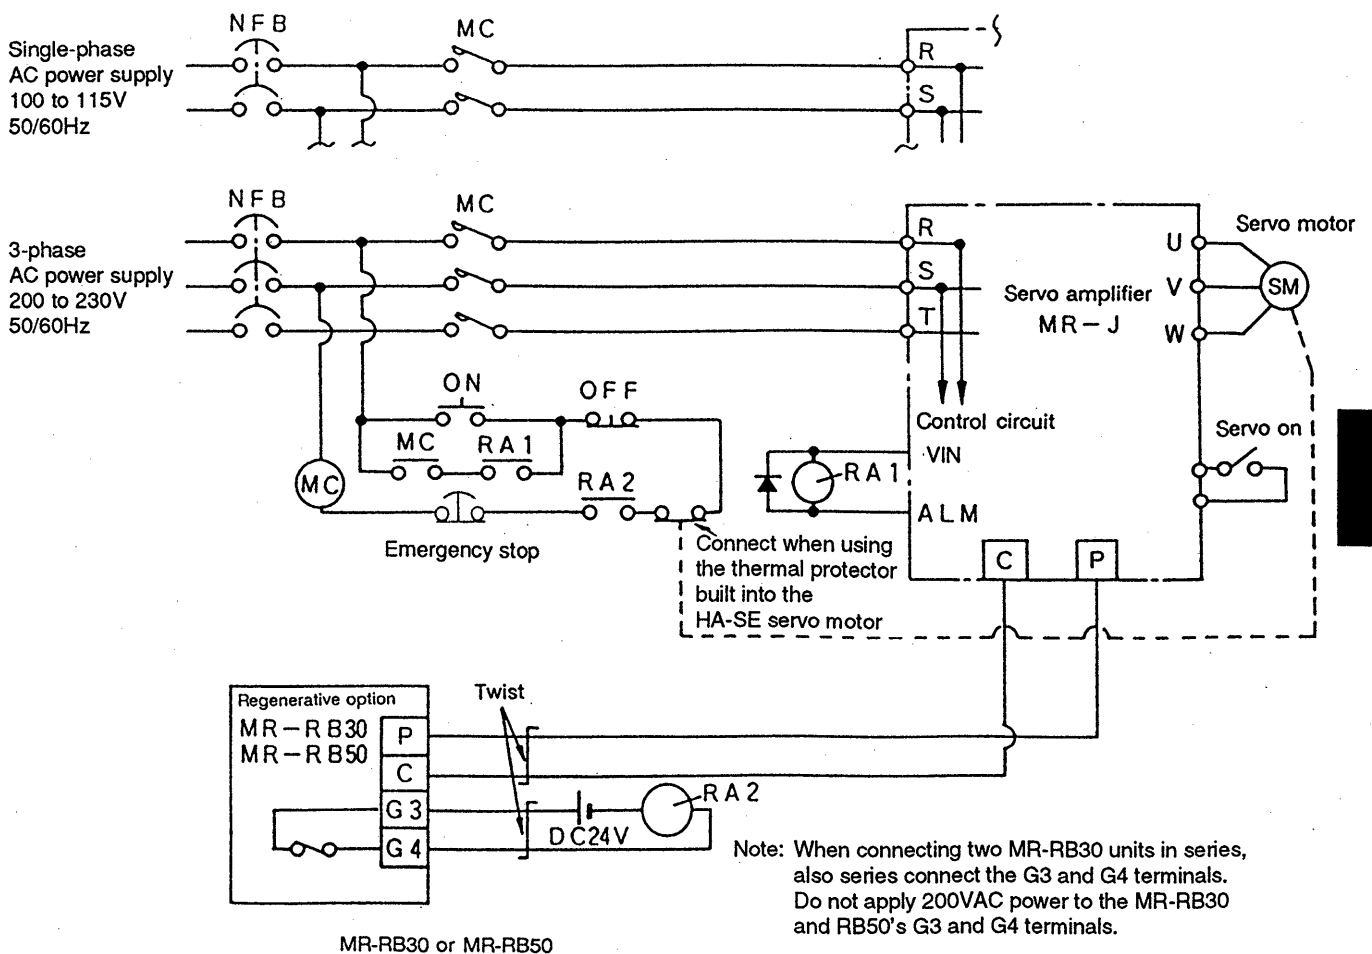 NFB
MC
Single-phase
AC power supply
100 to 115V
50/60Hz
R
S
NFB
MC
3-phase
AC power supply
200 to 230V
50/60Hz
R
S
T
Servo amplifier
MR-J
U
V
W
Servo motor
SM
ON
OFF
MC
RA1
MC
RA2
Emergency stop
Connect when using
the thermal protector
built into the
HA-SE servo motor
Control circuit
VIN
RA1
ALM
Servo on
C
P
Regenerative option
MR-RB30
MR-RB50
P
C
G3
G4
Twist
DC24V
RA2
Note: When connecting two MR-RB30 units in series,
also series connect the G3 and G4 terminals.
Do not apply 200VAC power to the MR-RB30
and RB50's G3 and G4 terminals.
MR-RB30 or MR-RB50